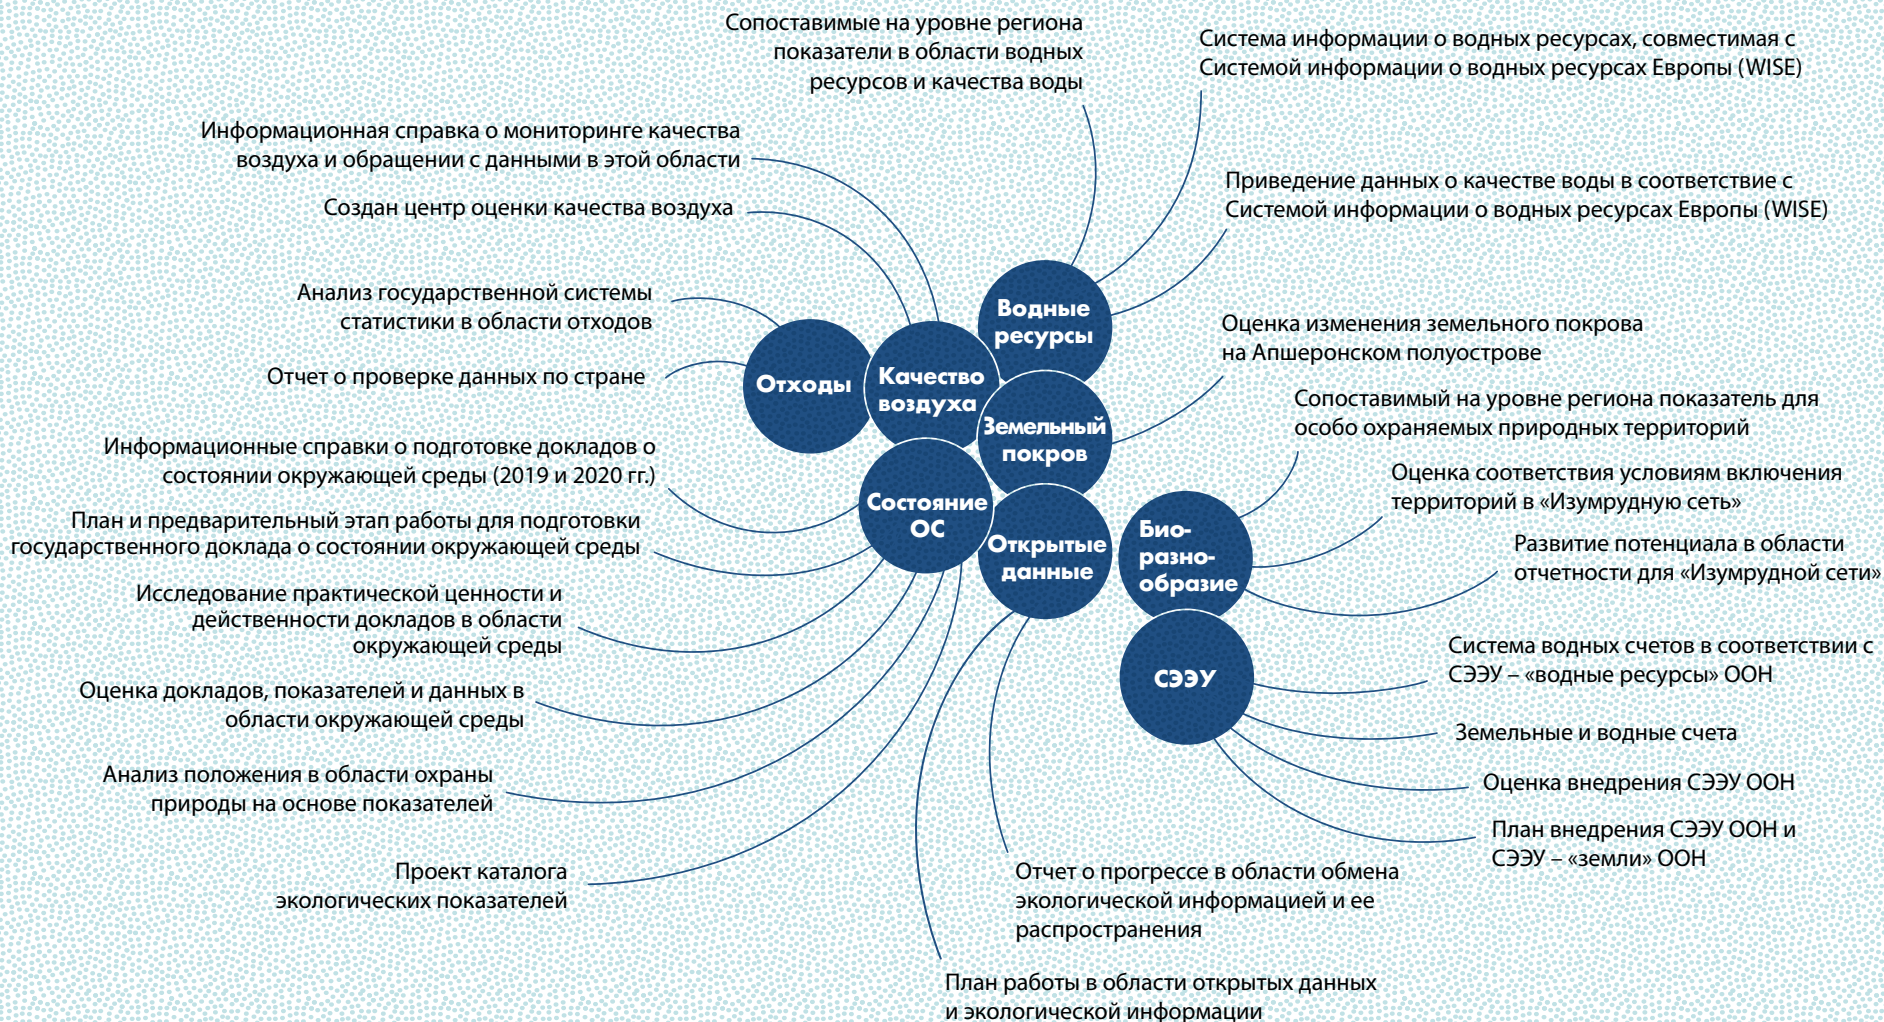 Сопоставимые на уровне региона
показатели в области водных
ресурсов и качества воды
Система информации о водных ресурсах, совместимая с
Системой информации о водных ресурсах Европы (WISE)
Информационная справка о мониторинге качества
воздуха и обращении с данными в этой области
Создан центр оценки качества воздуха
Приведение данных о качестве воды в соответствие с
Системой информации о водных ресурсах Европы (WISE)
Анализ государственной системы
статистики в области отходов
Отчет о проверке данных по стране
Водные
ресурсы
Отходы
Качество
воздуха
Земельный
покров
Оценка изменения земельного покрова
на Апшеронском полуострове
Сопоставимый на уровне региона показатель для
особо охраняемых природных территорий
Информационные справки о подготовке докладов о
состоянии окружающей среды (2019 и 2020 гг.)
Оценка соответствия условиям включения
территорий в «Изумрудную сеть»
План и предварительный этап работы для подготовки
государственного доклада о состоянии окружающей среды
Состояние
ОС
Открытые
данные
Био-
разно-
образие
Развитие потенциала в области
отчетности для «Изумрудной сети»
Исследование практической ценности и
действенности докладов в области
окружающей среды
СЭЭУ
Система водных счетов в соответствии с
СЭЭУ – «водные ресурсы» ООН
Оценка докладов, показателей и данных в
области окружающей среды
Земельные и водные счета
Анализ положения в области охраны
природы на основе показателей
Оценка внедрения СЭЭУ ООН
План внедрения СЭЭУ ООН и
СЭЭУ – «земли» ООН
Проект каталога
экологических показателей
Отчет о прогрессе в области обмена
экологической информацией и ее
распространения
План работы в области открытых данных
и экологической информации